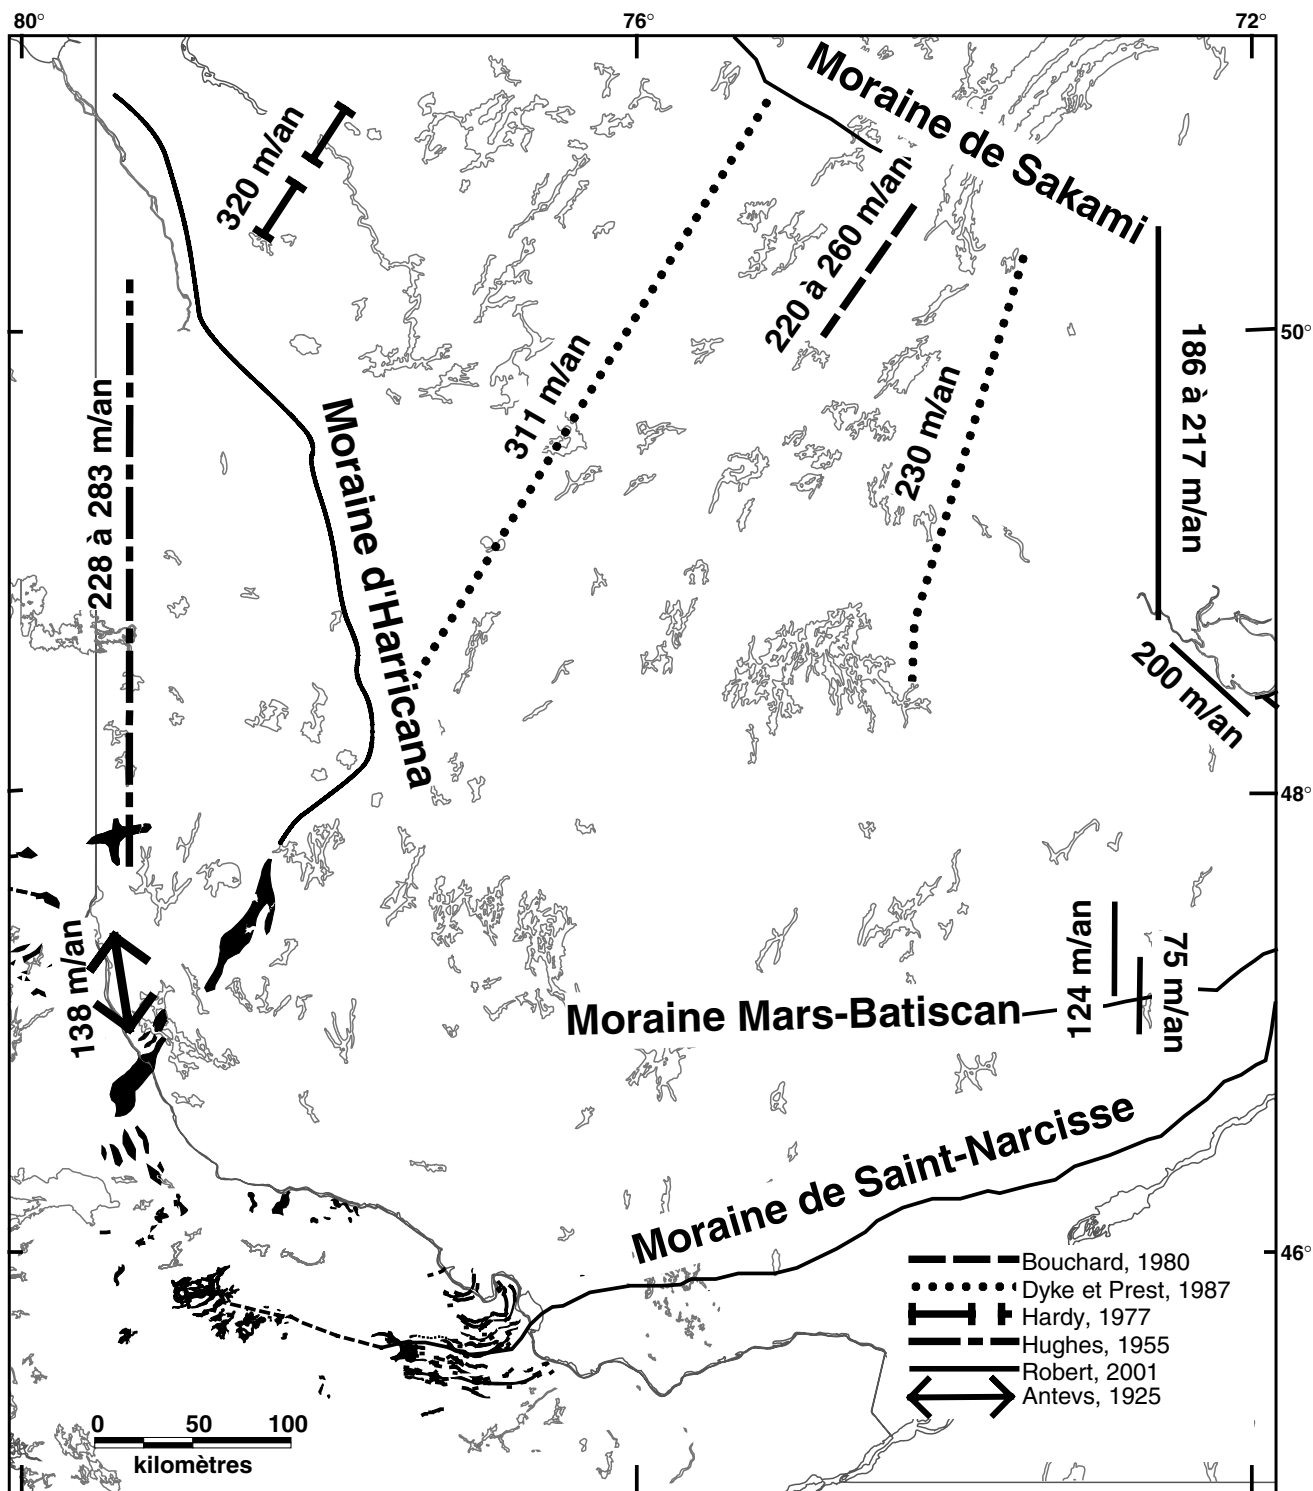 80°
76°
72°
Moraine de Sakami
320 m/an
220 à 260 m/an
50°
311 m/an
186 à 217 m/an
230 m/an
228 à 283 m/an
Moraine d'Harricana
200 m/an
48°
124 m/an
75 m/an
138 m/an
Moraine Mars-Batiscan
Moraine de Saint-Narcisse
46°
Bouchard, 1980
Dyke et Prest, 1987
Hardy, 1977
Hughes, 1955
Robert, 2001
Antevs, 1925
0 50 100
kilomètres